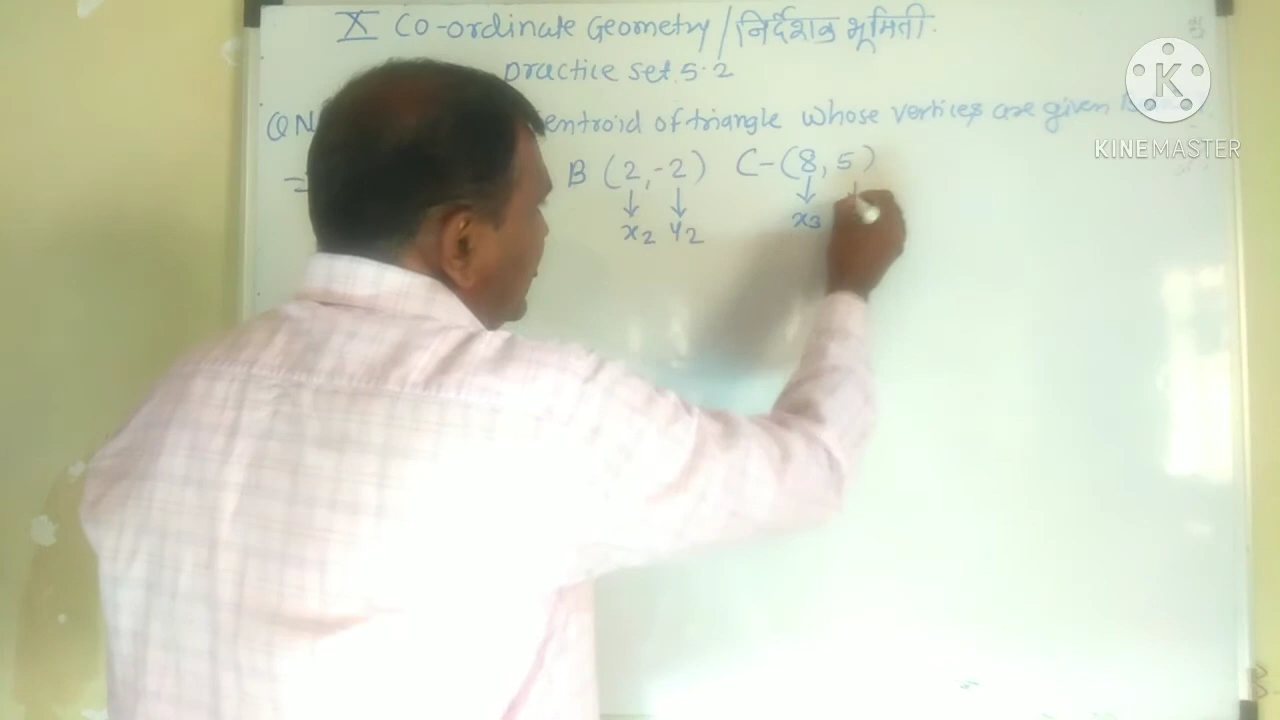 X Co-ordinate Geometry / निर्देशक भूमिती.
Practice set 5.2
Q N entroid of triangle whose vertices are given
= B (2, -2) C-(8, 5)
x2 y2 x3
K
KINEMASTER